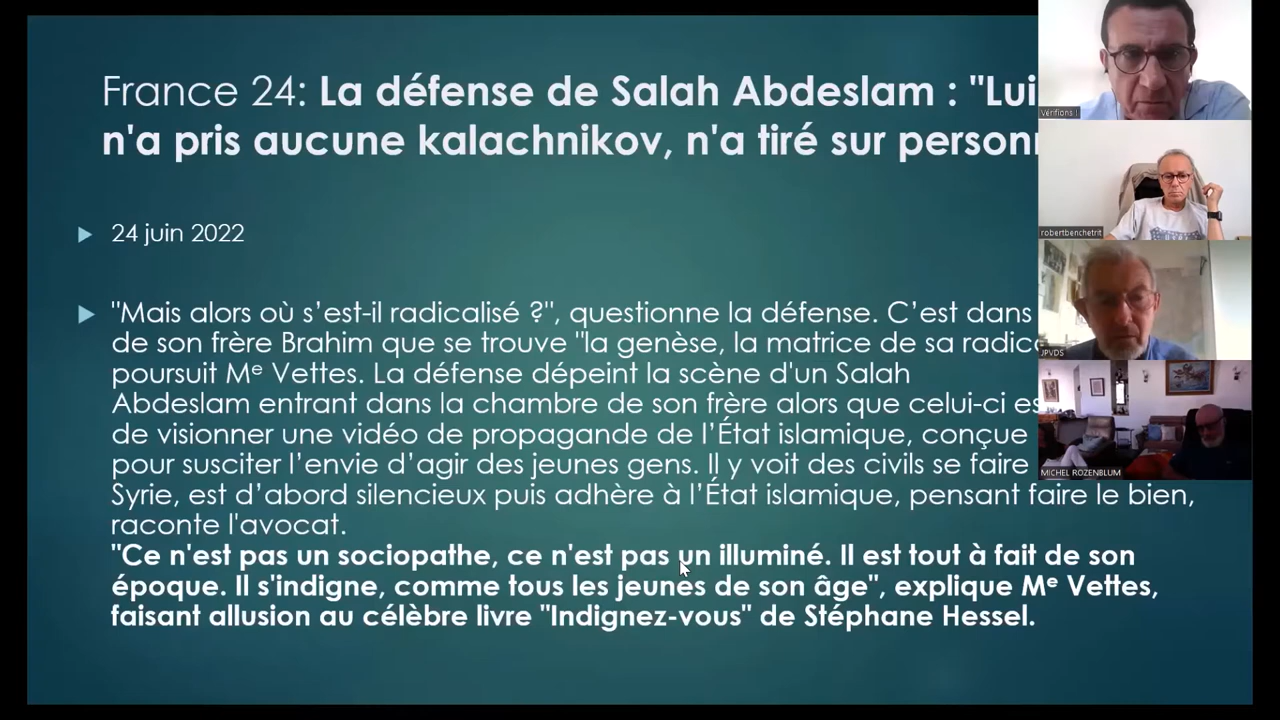 France 24: La défense de Salah Abdeslam : "Lui
n'a pris aucune kalachnikov, n'a tiré sur
24 juin 2022
"Mais alors où s’est-il radicalisé ?", questionne la défense. C’est dans
de son frère Brahim que se trouve "la genèse, la matrice de sa
poursuit Mᵉ Vettes. La défense dépeint la scène d'un Salah
Abdeslam entrant dans la chambre de son frère alors que celui-ci
de visionner une vidéo de propagande de l’État islamique, conçue
pour susciter l’envie d’agir des jeunes gens. Il y voit des civils se faire
Syrie, est d’abord silencieux puis adhère à l’État islamique, pensant faire le bien,
raconte l'avocat.
"Ce n'est pas un sociopathe, ce n'est pas un illuminé. Il est tout à fait de son
époque. Il s'indigne, comme tous les jeunes de son âge", explique Mᵉ Vettes,
faisant allusion au célèbre livre "Indignez-vous" de Stéphane Hessel.
Vérifions !
robertbenchetrit
JPVDS
MICHEL ROZENBLUM